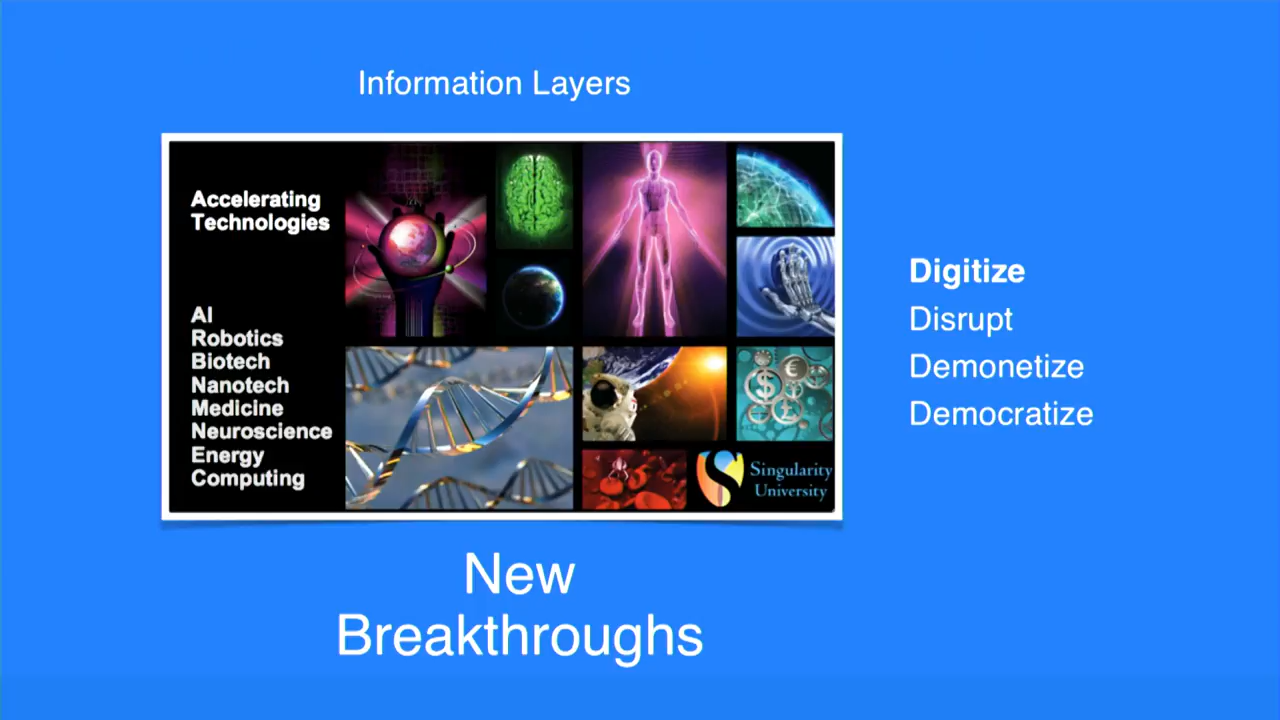 Information Layers
Accelerating
Technologies
AI
Robotics
Biotech
Nanotech
Medicine
Neuroscience
Energy
Computing
$
€
£
Singularity
University
Digitize
Disrupt
Demonetize
Democratize
New
Breakthroughs